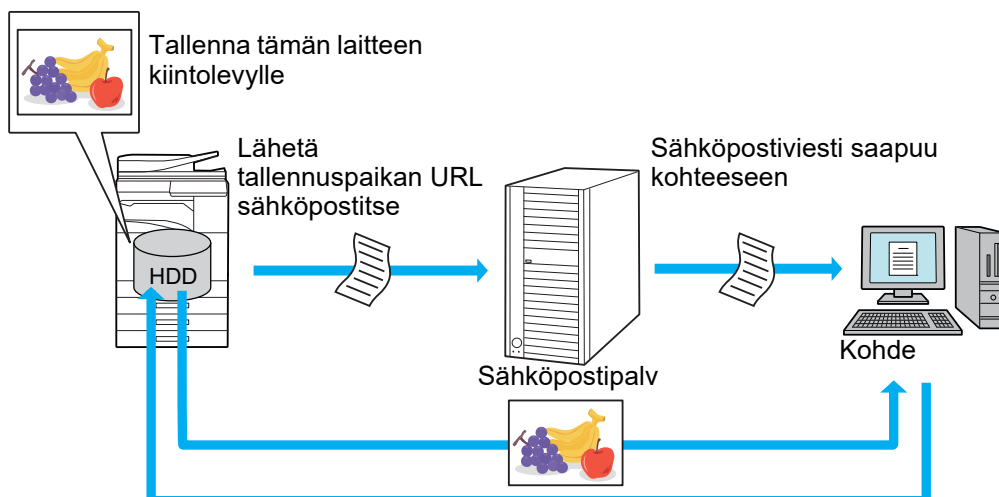 Tallenna tämän laitteen
kiintolevylle
Lähetä
tallennuspaikan URL
sähköpostitse
Sähköpostiviesti saapuu
kohteeseen
HDD
Kohde
Sähköpostipalv